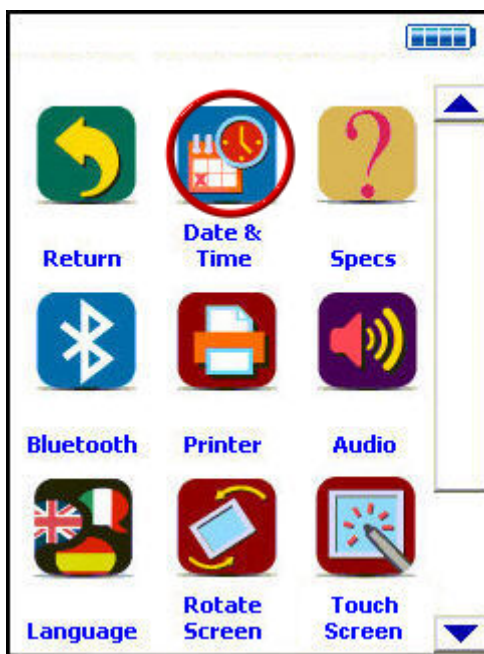 Return
Date &
Time
Specs
Bluetooth
Printer
Audio
Language
Rotate
Screen
Touch
Screen